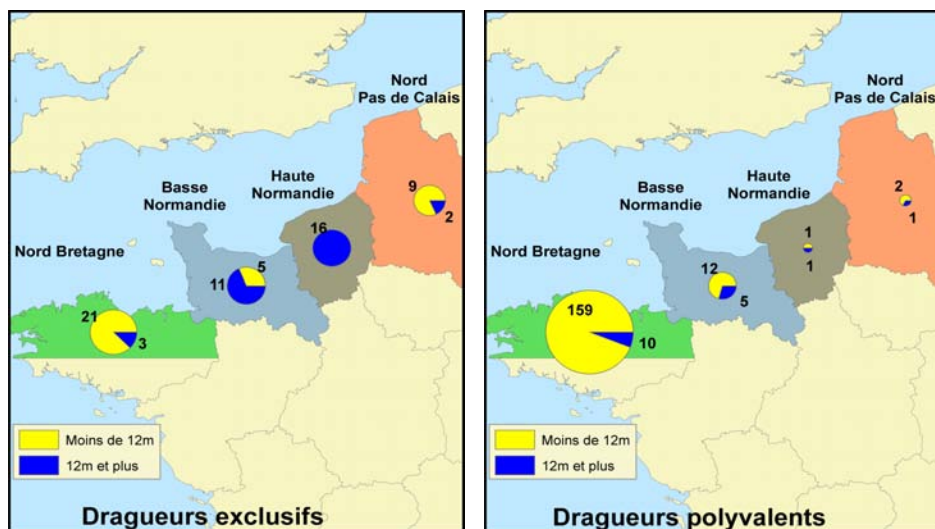 Nord
Pas de Calais
9
2
Haute
Normandie
16
Basse
Normandie
5
11
Nord Bretagne
21
3
Moins de 12m
12m et plus
Dragueurs exclusifs
Nord
Pas de Calais
2
1
Haute
Normandie
1
1
Basse
Normandie
12
5
Nord Bretagne
159
10
Moins de 12m
12m et plus
Dragueurs polyvalents